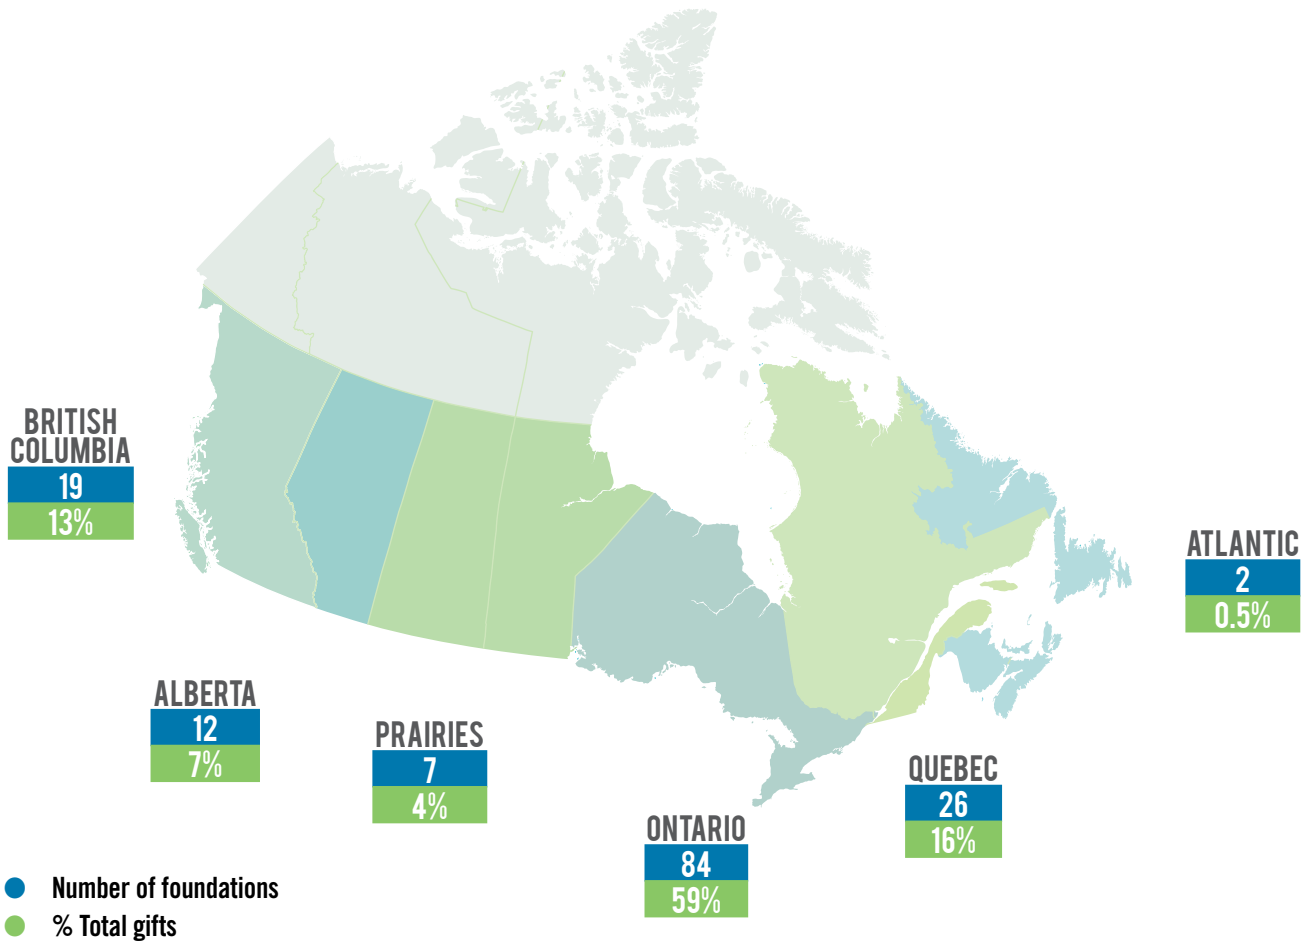 BRITISH
COLUMBIA
19
13%
ATLANTIC
2
0.5%
ALBERTA
12
7%
PRAIRIES
7
4%
QUEBEC
26
16%
ONTARIO
84
59%
Number of foundations
% Total gifts